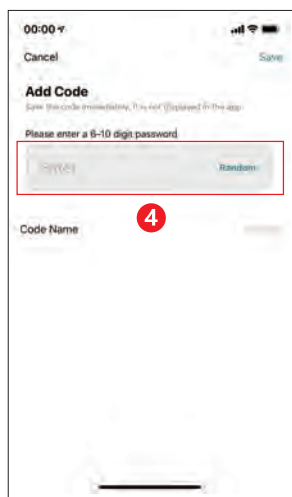 00:00
Cancel
Save
Add Code
Save the code immediately. It is not displayed in the app.
Please enter a 6-10 digit password
Enter
Random
4
Code Name